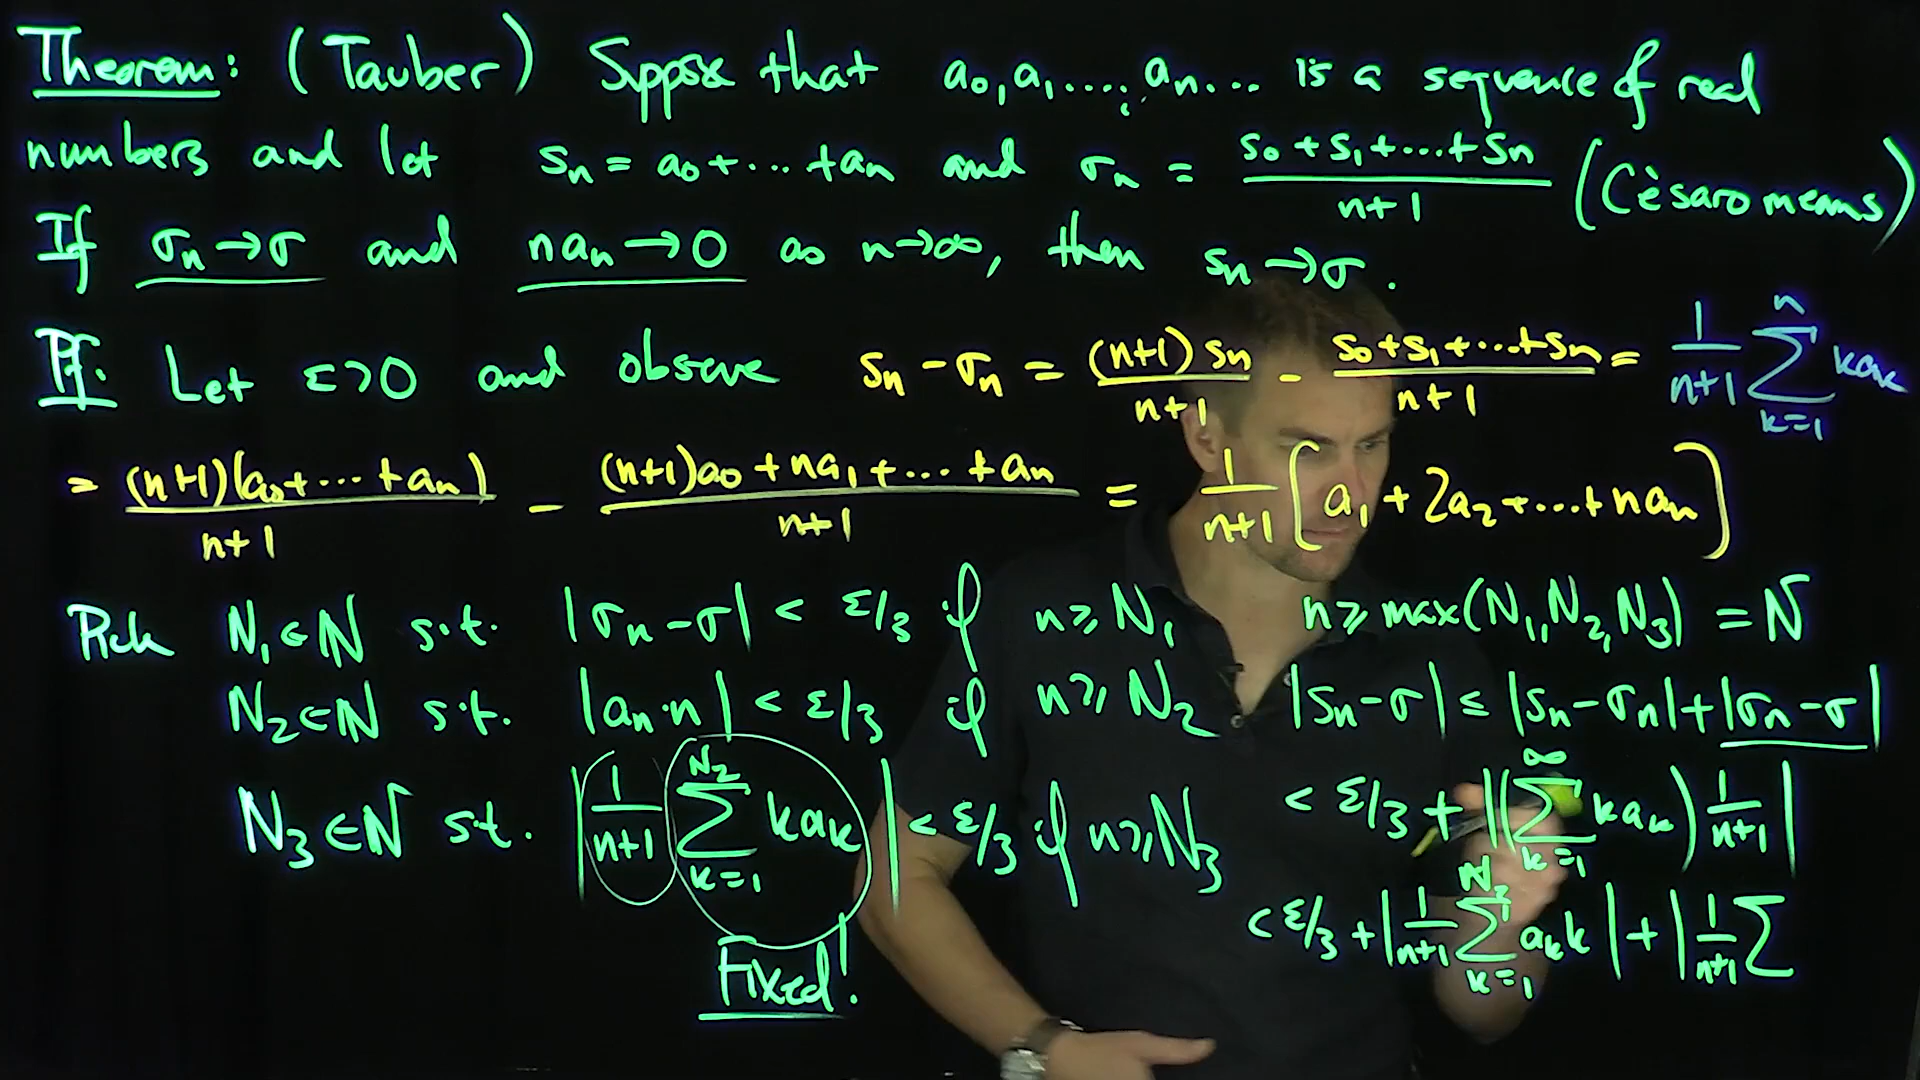 Theorem: (Tauber) Suppose that a₀, a₁, ...., aₙ ... is a sequence of real
numbers and let sₙ = a₀ + ... + aₙ and σₙ = (s₀ + s₁ + ... + sₙ)/(n+1) (Cèsaro means)
If σₙ → σ and naₙ → 0 as n → ∞, then sₙ → σ.
Pf: Let ε > 0 and observe sₙ - σₙ = (n+1)sₙ/(n+1) - (s₀ + s₁ + ... + sₙ)/(n+1) = 1/(n+1) ∑_{k=1}^{n} kaₖ
= (n+1)(a₀ + ... + aₙ)/(n+1) - ((n+1)a₀ + na₁ + ... + aₙ)/(n+1) = 1/(n+1) [a₁ + 2a₂ + ... + naₙ]
Pick N₁ ∈ ℕ s.t. |σₙ - σ| < ε/3 if n ≥ N₁ n ≥ max(N₁, N₂, N₃) = N
N₂ ∈ ℕ s.t. |aₙ · n| < ε/3 if n ≥ N₂ |sₙ - σ| ≤ |sₙ - σₙ| + |σₙ - σ|
N₃ ∈ ℕ s.t. |1/(n+1) ∑_{k=1}^{N₂} kaₖ| < ε/3 if n ≥ N₃ < ε/3 + |(∑_{k=1}^{∞} kaₖ) 1/(n+1)|
< ε/3 + |1/(n+1) ∑_{k=1}^{N₂} aₖk| + |1/(n+1) ∑
Fixed!